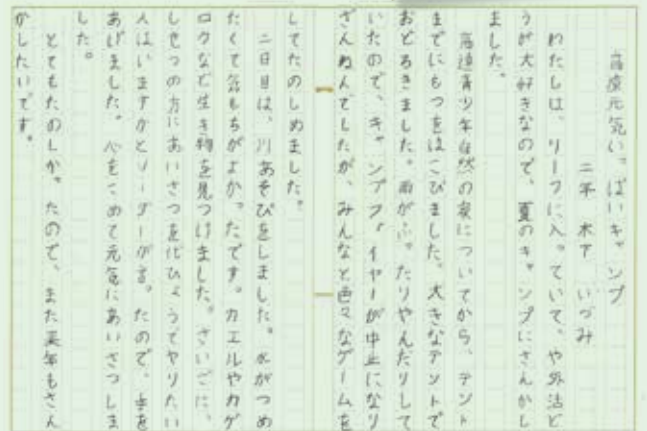 高遠元気いっぱいキャンプ
二年 木下 いづみ
わたしは、リーフに入っていて、や外活ど
うが大好きなので、夏のキャンプにさんかし
ました。
高遠青少年自然の家についてから、テント
までにもつをはこびました。大きなテントで
おどろきました。雨がふったりやんだりして
いたので、キャンプファイヤーが中止になり
ざんねんでしたが、みんなと色々なゲームを
してたのしめました。
二日目は、川あそびをしました。水がつめ
たくて気もちがよかったです。カエルやカゲ
ロウなど生き物を見つけました。さいごに、
しせつの方にあいさつを代ひょうでやりたい
人はいますかとリーダーが言ったので、手を
あげました。心をこめて元気にあいさつしま
した。
とてもたのしかったので、また来年もさん
かしたいです。